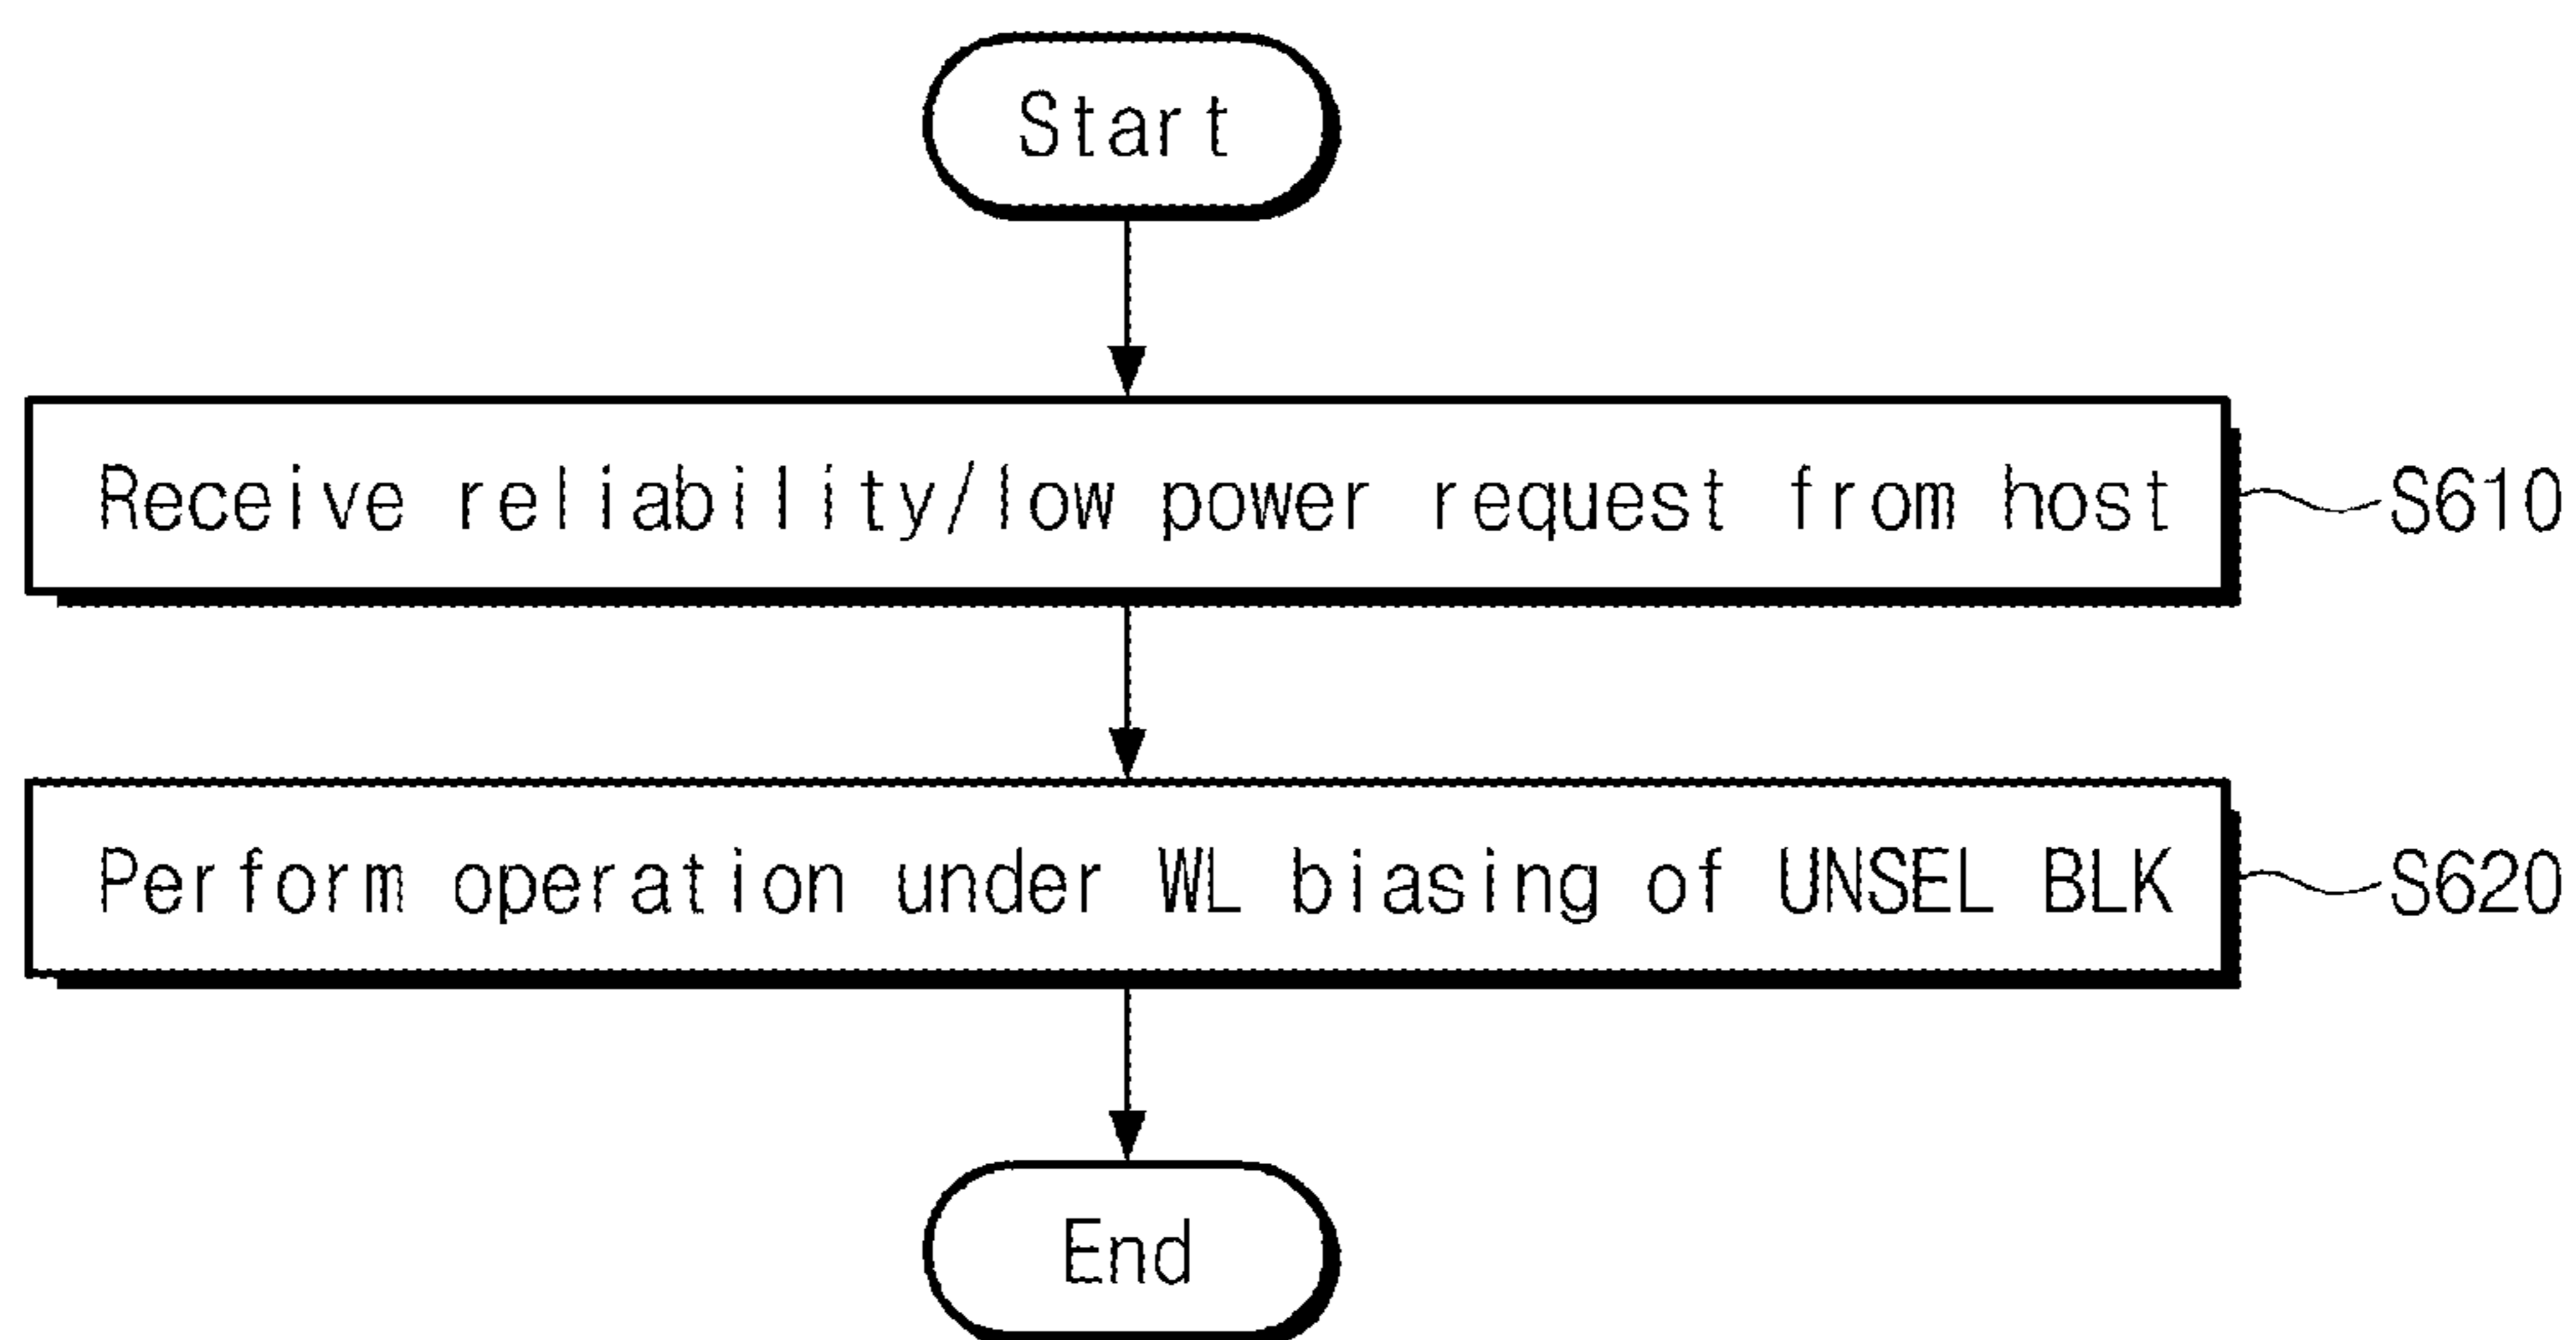 Start
Receive reliability/low power request from host S610
Perform operation under WL biasing of UNSEL BLK S620
End